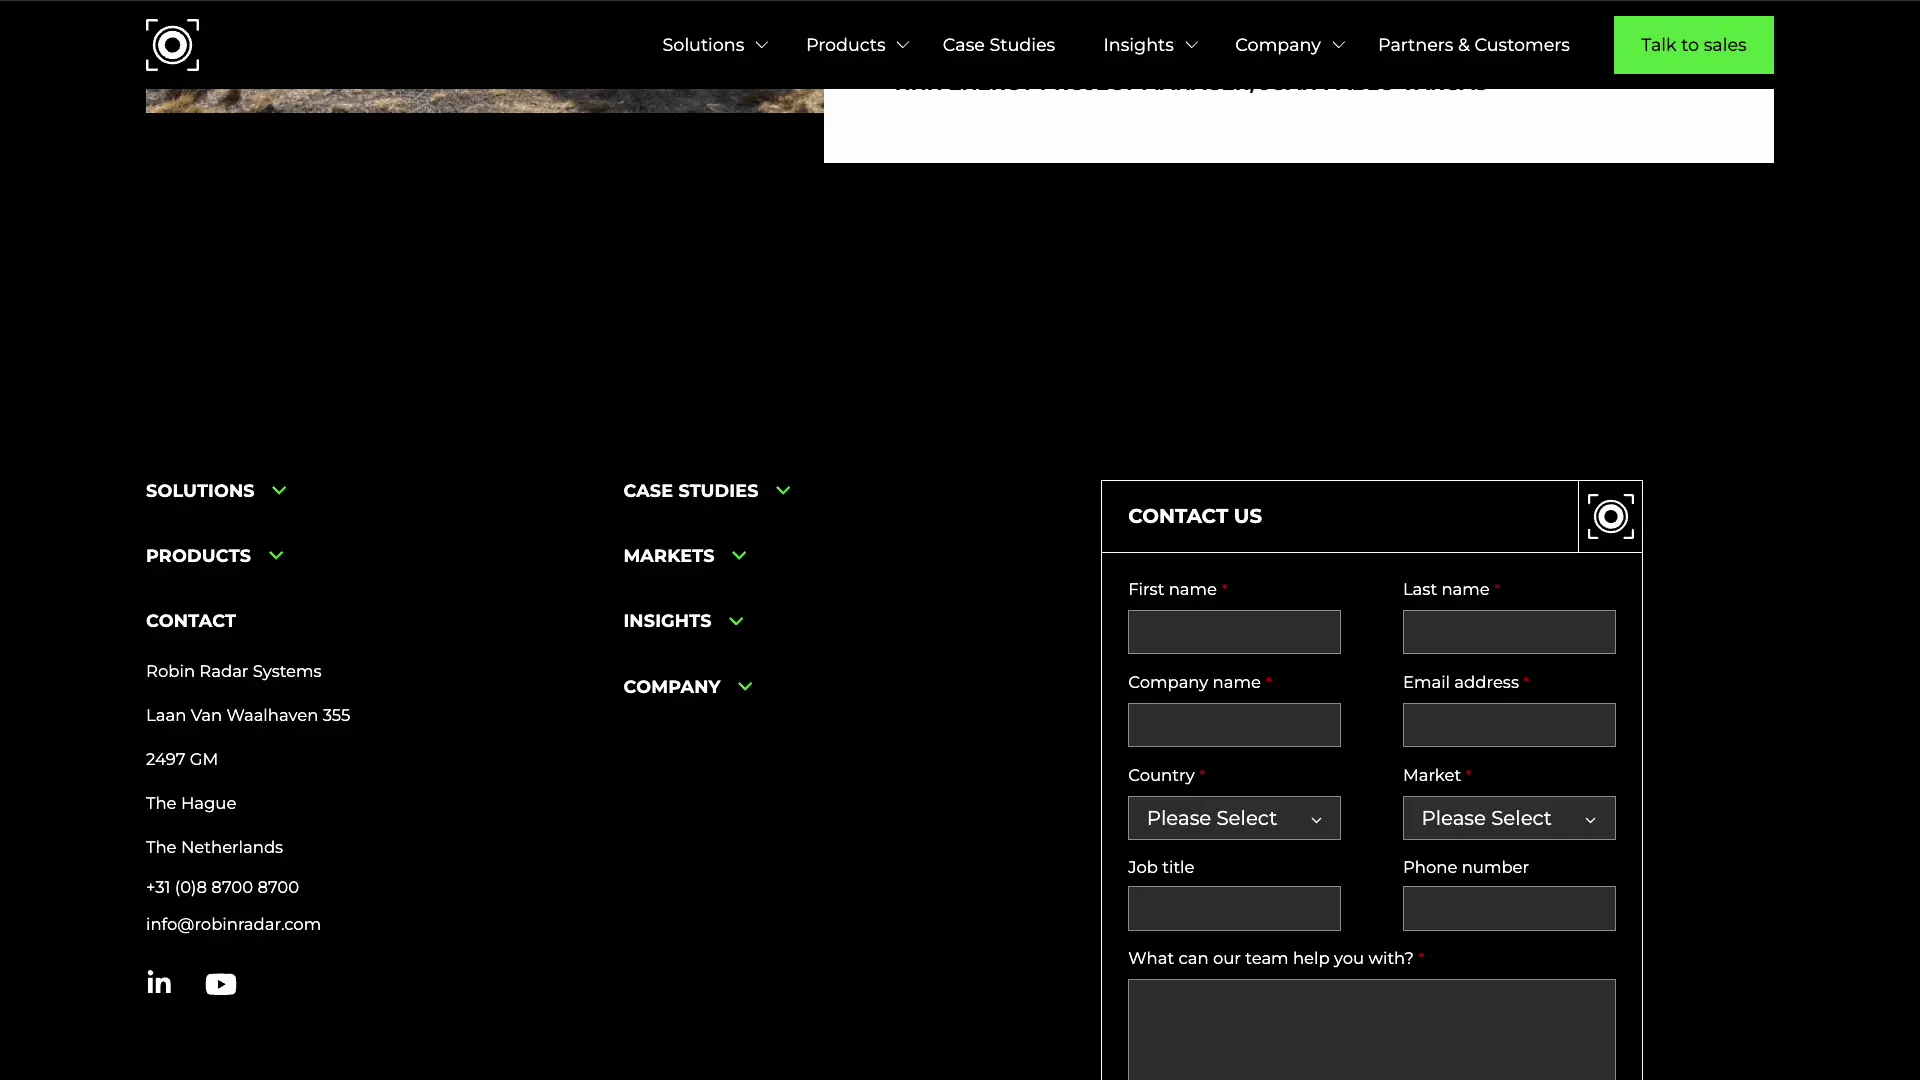 Solutions
Products
Case Studies
Insights
Company
Partners & Customers
Talk to sales
SOLUTIONS
PRODUCTS
CONTACT
Robin Radar Systems
Laan Van Waalhaven 355
2497 GM
The Hague
The Netherlands
+31 (0)8 8700 8700
info@robinradar.com
in
CASE STUDIES
MARKETS
INSIGHTS
COMPANY
CONTACT US
First name *
Last name *
Company name *
Email address *
Country *
Market *
Please Select
Please Select
Job title
Phone number
What can our team help you with? *